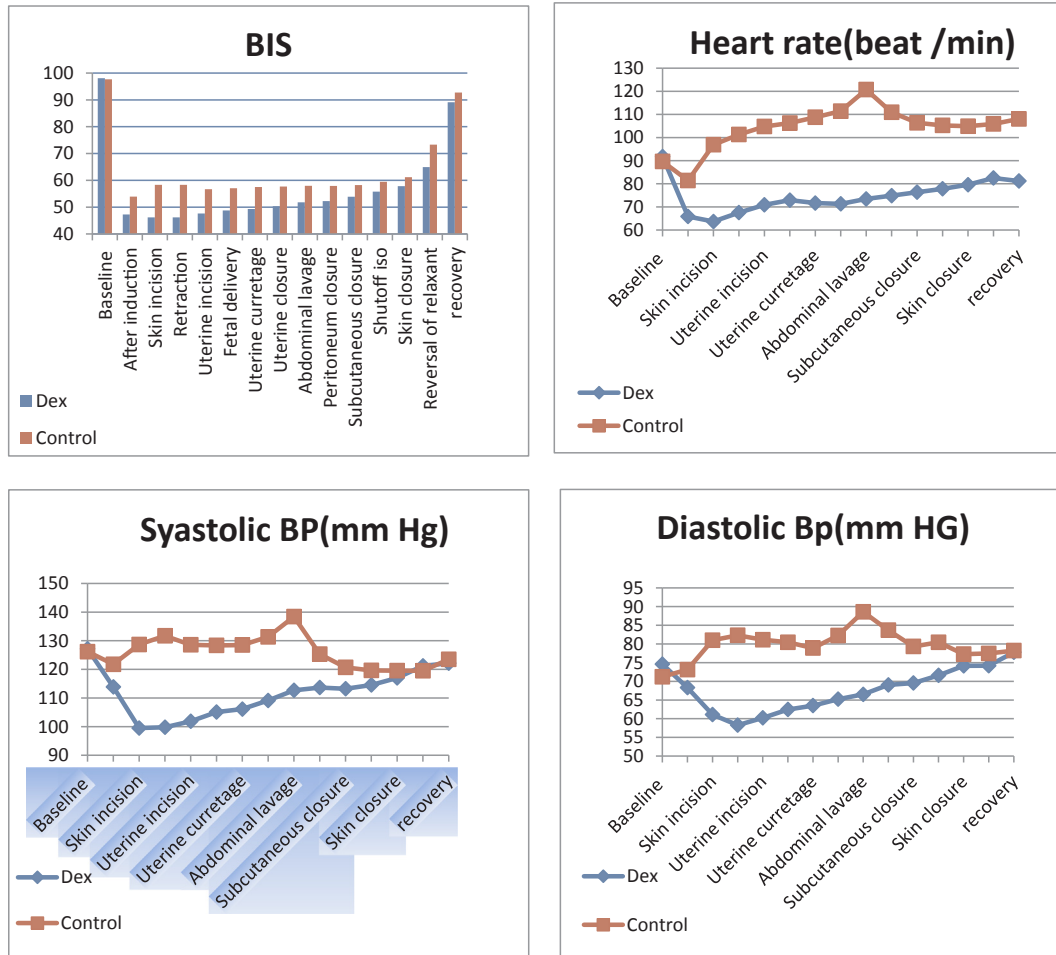 BIS
100
90
80
70
60
50
40
Baseline
After induction
Skin incision
Retraction
Uterine incision
Fetal delivery
Uterine curretage
Uterine closure
Abdominal lavage
Peritoneum closure
Subcutaneous closure
Shutoff iso
Skin closure
Reversal of relaxant
recovery
Dex
Control
Heart rate(beat /min)
130
120
110
100
90
80
70
60
Baseline
Skin incision
Uterine incision
Uterine curretage
Abdominal lavage
Subcutaneous closure
Skin closure
recovery
Dex
Control
Syastolic BP(mm Hg)
150
140
130
120
110
100
90
Baseline
Skin incision
Uterine incision
Uterine curretage
Abdominal lavage
Subcutaneous closure
Skin closure
recovery
Dex
Control
Diastolic Bp(mm HG)
95
90
85
80
75
70
65
60
55
50
Baseline
Skin incision
Uterine incision
Uterine curretage
Abdominal lavage
Subcutaneous closure
Skin closure
recovery
Dex
Control